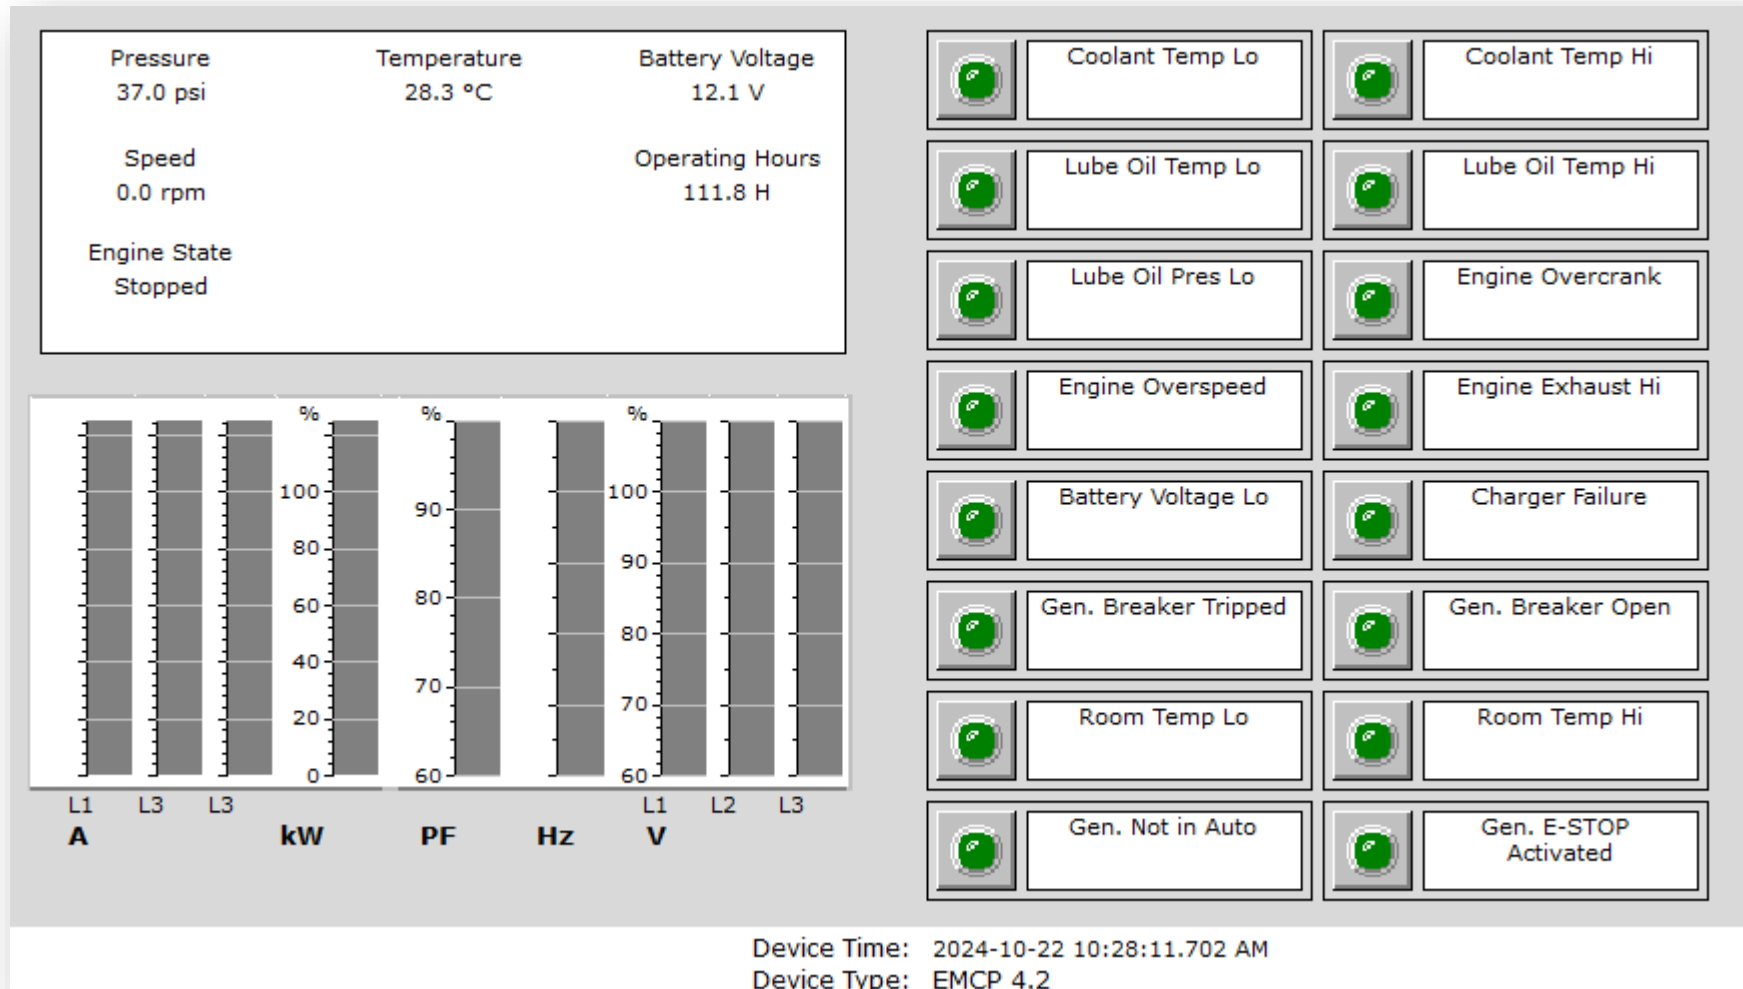 Pressure Temperature Battery Voltage
37.0 psi 28.3 °C 12.1 V
Speed Operating Hours
0.0 rpm 111.8 H
Engine State
Stopped
% % %
100 100
90
80 90
60 80 80
40
70 70
20
0 60 60
L1 L3 L3 L1 L2 L3
A kW PF Hz V
Coolant Temp Lo Coolant Temp Hi
Lube Oil Temp Lo Lube Oil Temp Hi
Lube Oil Pres Lo Engine Overcrank
Engine Overspeed Engine Exhaust Hi
Battery Voltage Lo Charger Failure
Gen. Breaker Tripped Gen. Breaker Open
Room Temp Lo Room Temp Hi
Gen. Not in Auto Gen. E-STOP
Activated
Device Time: 2024-10-22 10:28:11.702 AM
Device Type: EMCP 4.2